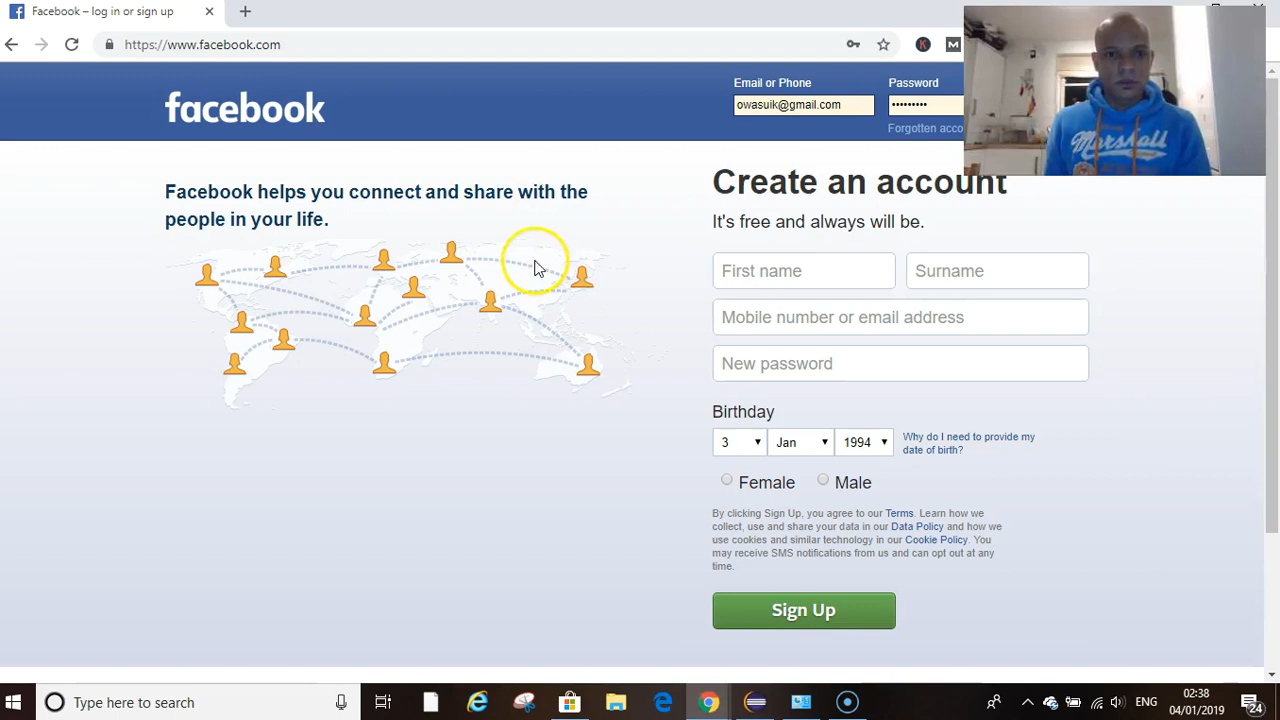 Facebook – log in or sign up
https://www.facebook.com
facebook
Email or Phone
Password
owasuik@gmail.com
•••••••••
Forgotten acco
Marshall
Facebook helps you connect and share with the
people in your life.
Create an account
It's free and always will be.
First name
Surname
Mobile number or email address
New password
Birthday
3
Jan
1994
Why do I need to provide my
date of birth?
Female
Male
By clicking Sign Up, you agree to our Terms. Learn how we
collect, use and share your data in our Data Policy and how we
use cookies and similar technology in our Cookie Policy. You
may receive SMS notifications from us and can opt out at any
time.
Sign Up
Type here to search
ENG
02:38
04/01/2019
24